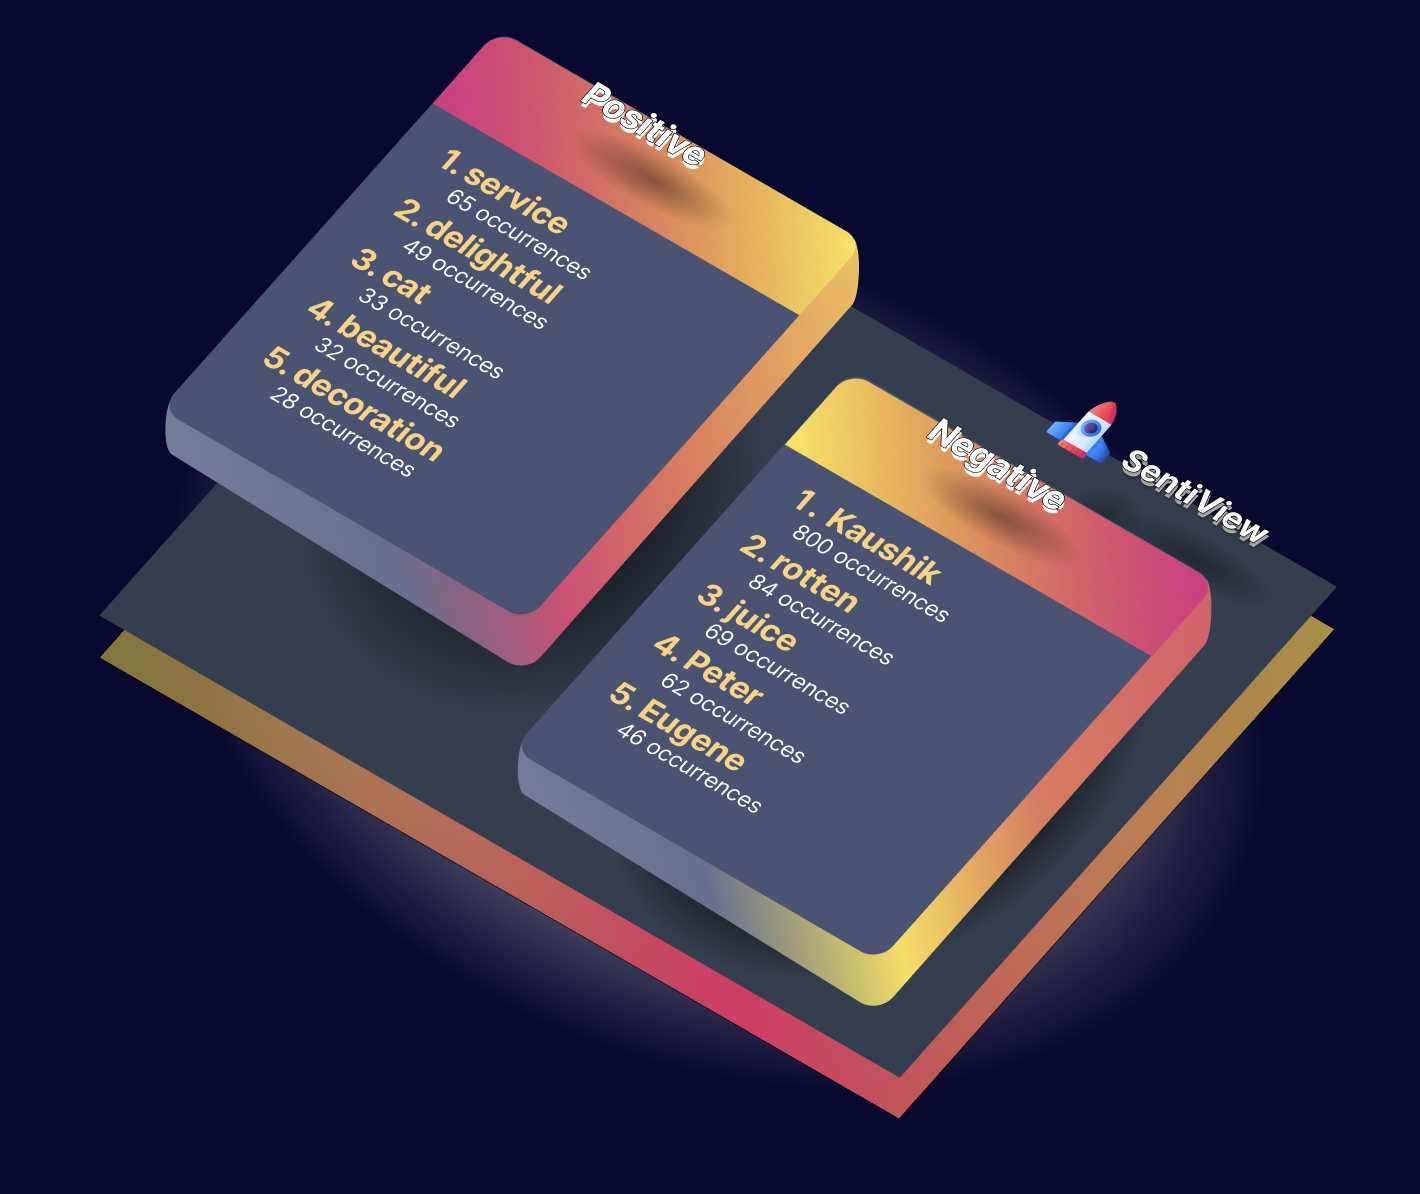 Positive
1. service
65 occurrences
2. delightful
49 occurrences
3. cat
33 occurrences
4. beautiful
32 occurrences
5. decoration
28 occurrences
Negative
1. Kaushik
800 occurrences
2. rotten
84 occurrences
3. juice
69 occurrences
4. Peter
62 occurrences
5. Eugene
46 occurrences
SentiView